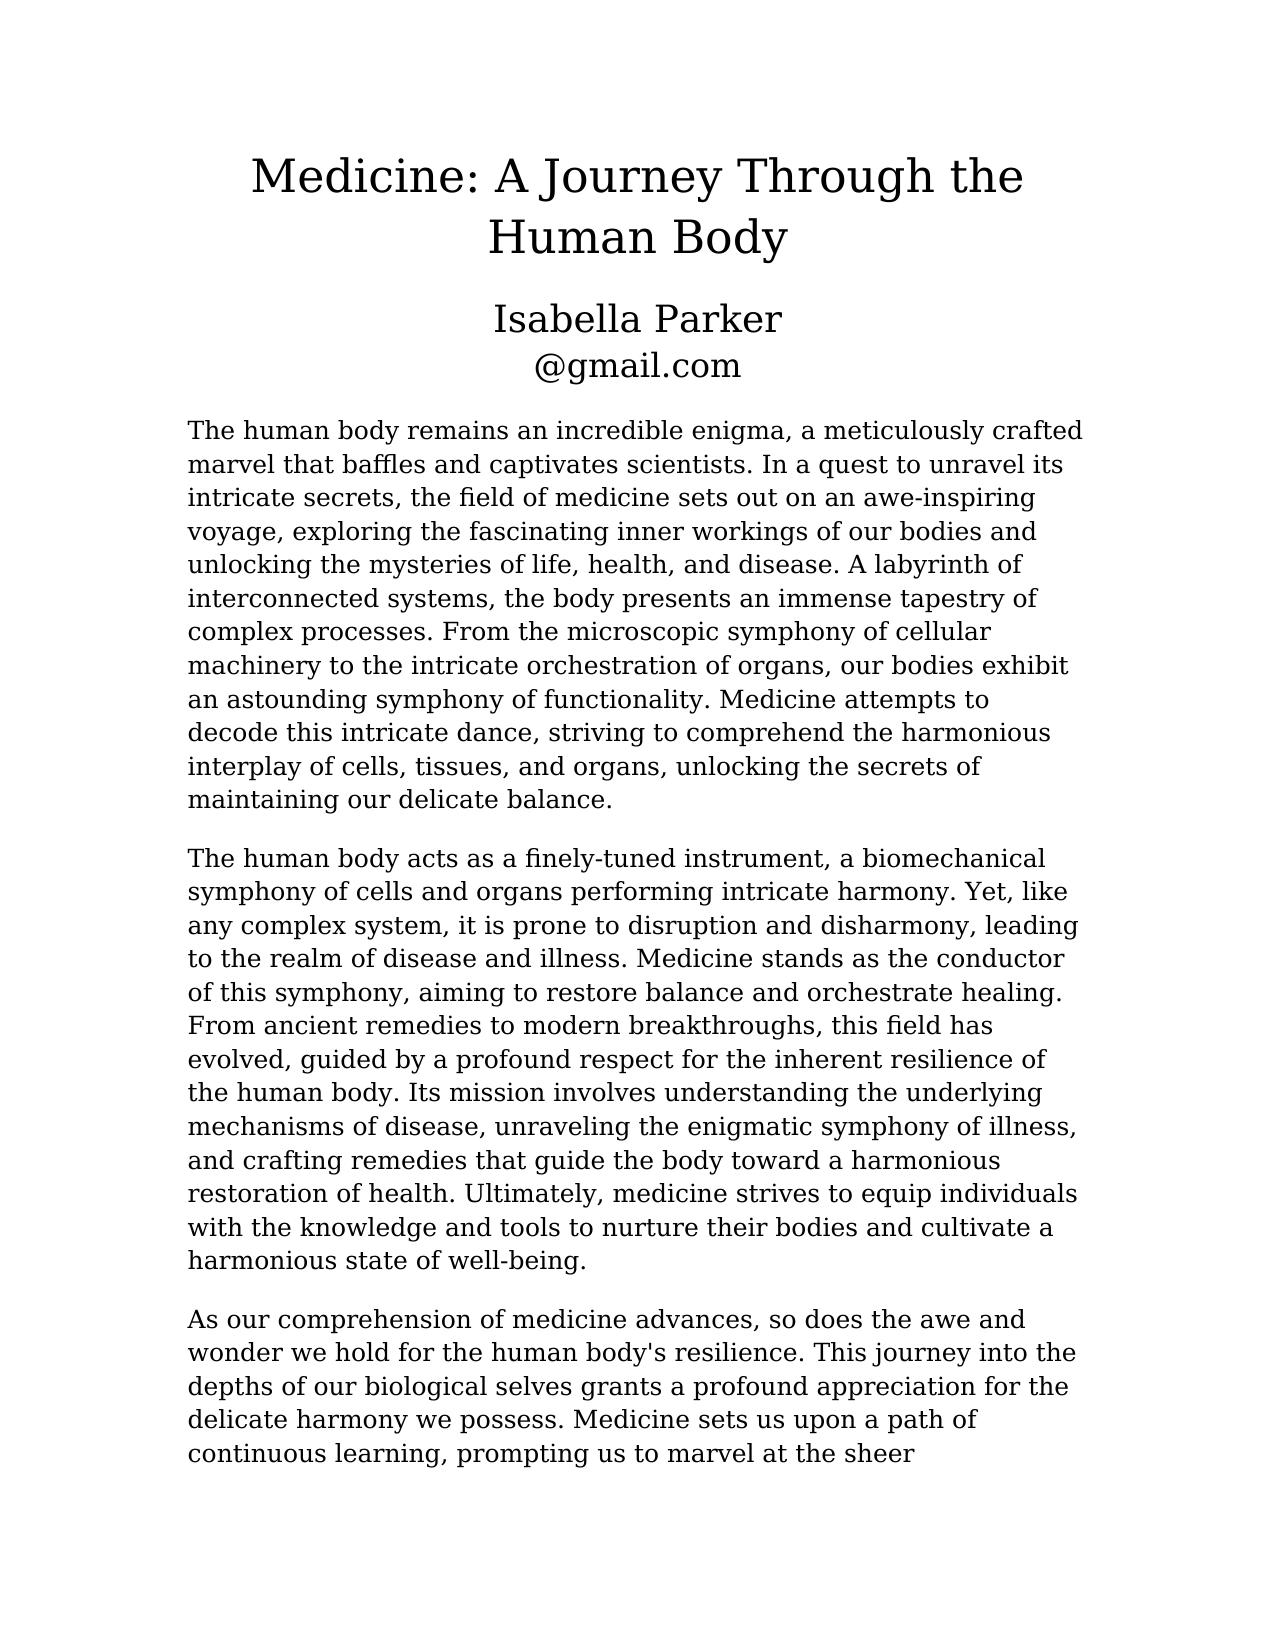 Medicine: A Journey Through the
Human Body
Isabella Parker
@gmail.com
The human body remains an incredible enigma, a meticulously crafted
marvel that baffles and captivates scientists. In a quest to unravel its
intricate secrets, the field of medicine sets out on an awe-inspiring
voyage, exploring the fascinating inner workings of our bodies and
unlocking the mysteries of life, health, and disease. A labyrinth of
interconnected systems, the body presents an immense tapestry of
complex processes. From the microscopic symphony of cellular
machinery to the intricate orchestration of organs, our bodies exhibit
an astounding symphony of functionality. Medicine attempts to
decode this intricate dance, striving to comprehend the harmonious
interplay of cells, tissues, and organs, unlocking the secrets of
maintaining our delicate balance.
The human body acts as a finely-tuned instrument, a biomechanical
symphony of cells and organs performing intricate harmony. Yet, like
any complex system, it is prone to disruption and disharmony, leading
to the realm of disease and illness. Medicine stands as the conductor
of this symphony, aiming to restore balance and orchestrate healing.
From ancient remedies to modern breakthroughs, this field has
evolved, guided by a profound respect for the inherent resilience of
the human body. Its mission involves understanding the underlying
mechanisms of disease, unraveling the enigmatic symphony of illness,
and crafting remedies that guide the body toward a harmonious
restoration of health. Ultimately, medicine strives to equip individuals
with the knowledge and tools to nurture their bodies and cultivate a
harmonious state of well-being.
As our comprehension of medicine advances, so does the awe and
wonder we hold for the human body's resilience. This journey into the
depths of our biological selves grants a profound appreciation for the
delicate harmony we possess. Medicine sets us upon a path of
continuous learning, prompting us to marvel at the sheer